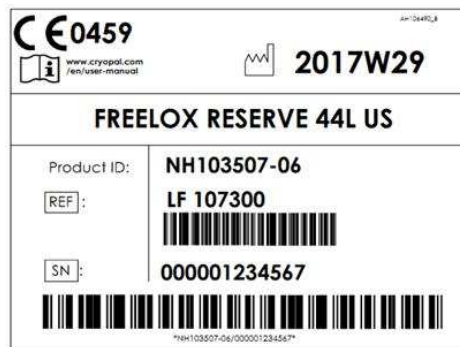 AH106490_B
CE 0459
www.cryopal.com
/en/user-manual
2017W29
FREELOX RESERVE 44L US
Product ID: NH103507-06
REF : LF 107300
SN : 000001234567
*NH103507-06/000001234567*